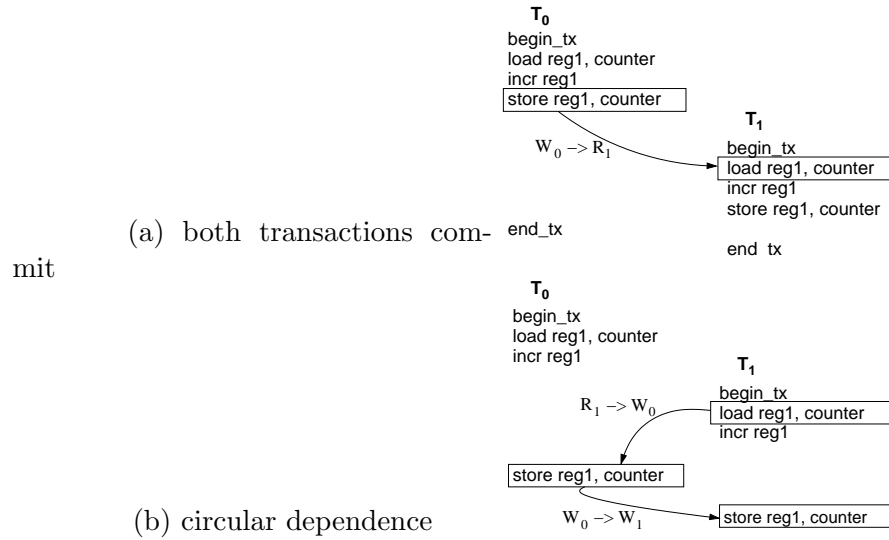 T0
begin_tx
load reg1, counter
incr reg1
store reg1, counter
T1
W0 –> R1
begin_tx
load reg1, counter
incr reg1
store reg1, counter
(a) both transactions com-
mit
end_tx
end tx
T0
begin_tx
load reg1, counter
incr reg1
T1
begin_tx
R1 –> W0
load reg1, counter
incr reg1
store reg1, counter
W0 –> W1
store reg1, counter
(b) circular dependence